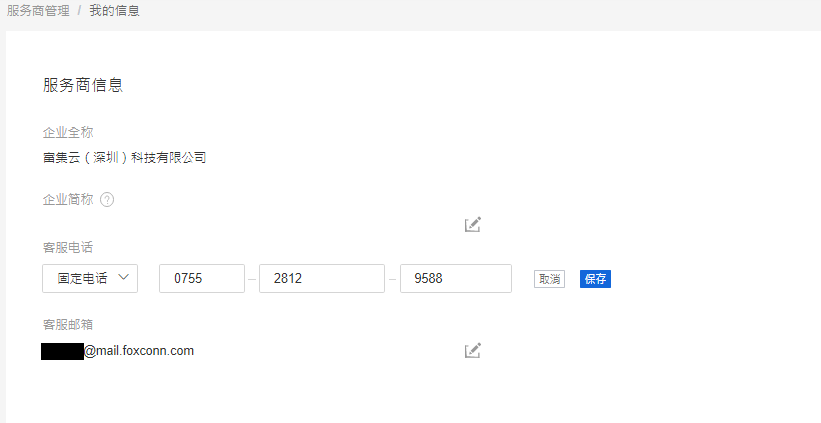 服务商管理 / 我的信息
服务商信息
企业全称
富集云（深圳）科技有限公司
企业简称 ?
客服电话
固定电话 0755 – 2812 – 9588 取消 保存
客服邮箱
@mail.foxconn.com